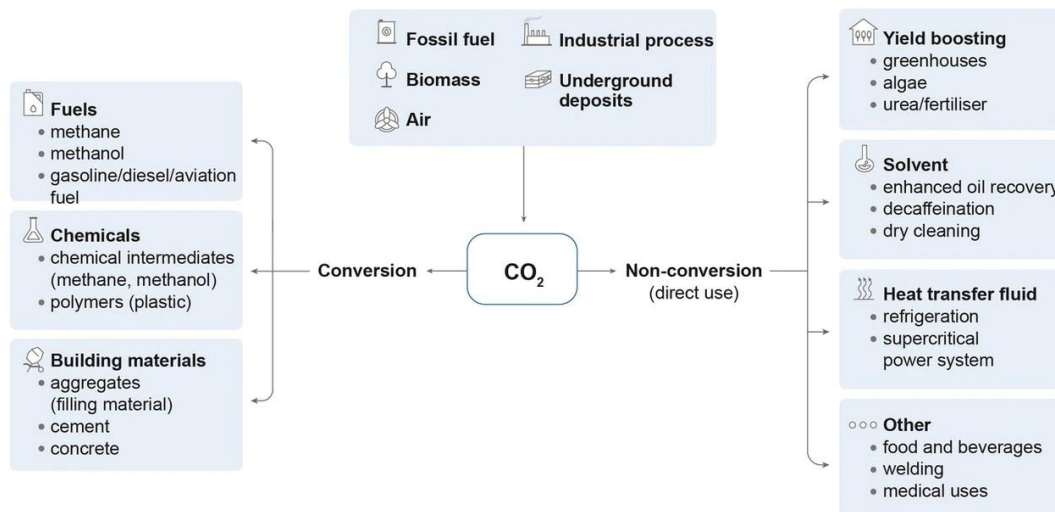 Fossil fuel
Industrial process
Biomass
Underground
deposits
Air
Fuels
methane
methanol
gasoline/diesel/aviation
fuel
Chemicals
chemical intermediates
(methane, methanol)
polymers (plastic)
Building materials
aggregates
(filling material)
cement
concrete
Conversion
CO₂
Non-conversion
(direct use)
Yield boosting
greenhouses
algae
urea/fertiliser
Solvent
enhanced oil recovery
decaffeination
dry cleaning
Heat transfer fluid
refrigeration
supercritical
power system
Other
food and beverages
welding
medical uses